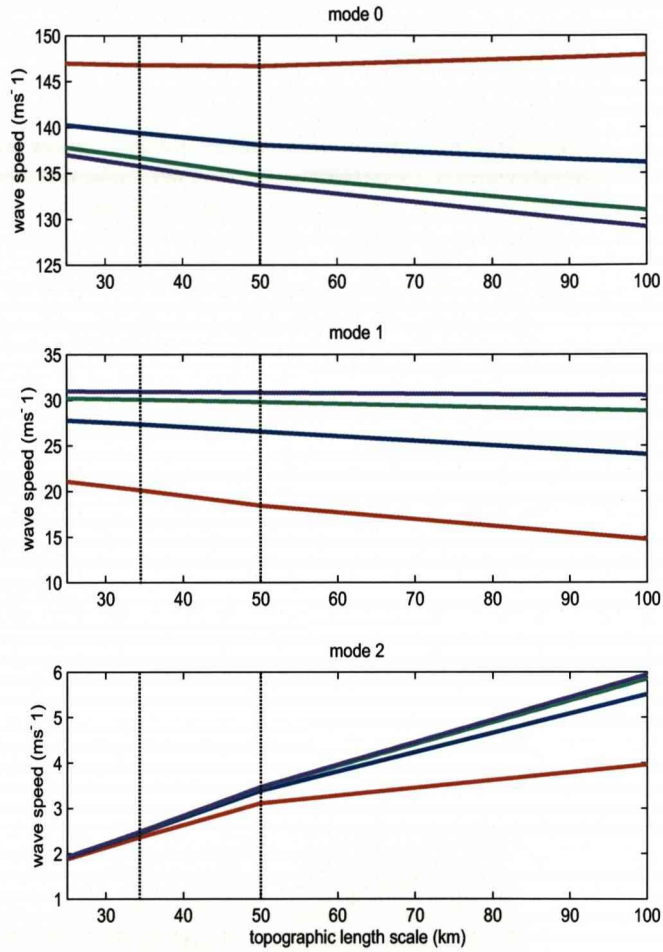 mode 0
wave speed (ms⁻1)
150
145
140
135
130
125
30 40 50 60 70 80 90 100
mode 1
wave speed (ms⁻1)
35
30
25
20
15
10
30 40 50 60 70 80 90 100
mode 2
wave speed (ms⁻1)
6
5
4
3
2
1
30 40 50 60 70 80 90 100
topographic length scale (km)